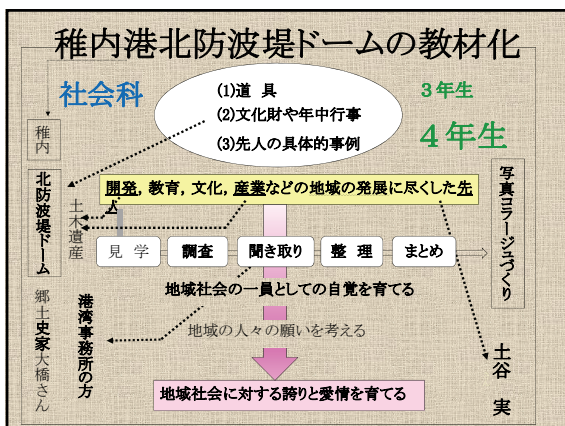 稚内港北防波堤ドームの教材化
社会科
(1)道　具
(2)文化財や年中行事
(3)先人の具体的事例
3年生
4年生
稚内
北防波堤ドーム
土木遺産
開発，教育，文化，産業などの地域の発展に尽くした先
人
見　学
調査
聞き取り
整　理
まとめ
写真コラージュづくり
地域社会の一員としての自覚を育てる
地域の人々の願いを考える
地域社会に対する誇りと愛情を育てる
港湾事務所の方
郷土史家大橋さん
土谷　実